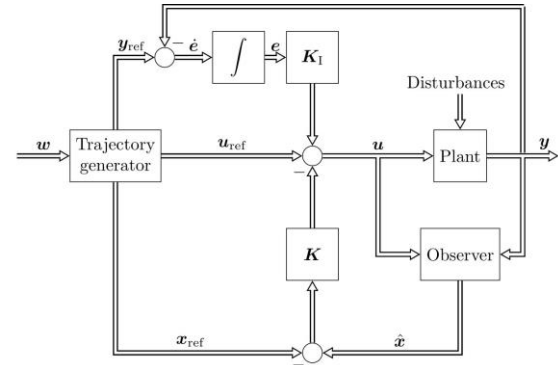 y_ref
−
ė
∫
e
K_I
Disturbances
w
Trajectory
generator
u_ref
u
Plant
y
−
K
Observer
x_ref
x̂
−